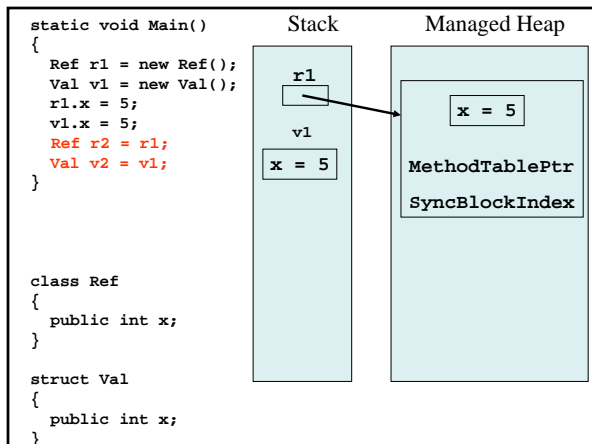 static void Main()
{
Ref r1 = new Ref();
Val v1 = new Val();
r1.x = 5;
v1.x = 5;
Ref r2 = r1;
Val v2 = v1;
}
class Ref
{
public int x;
}
struct Val
{
public int x;
}
Stack
r1
v1
x = 5
Managed Heap
x = 5
MethodTablePtr
SyncBlockIndex